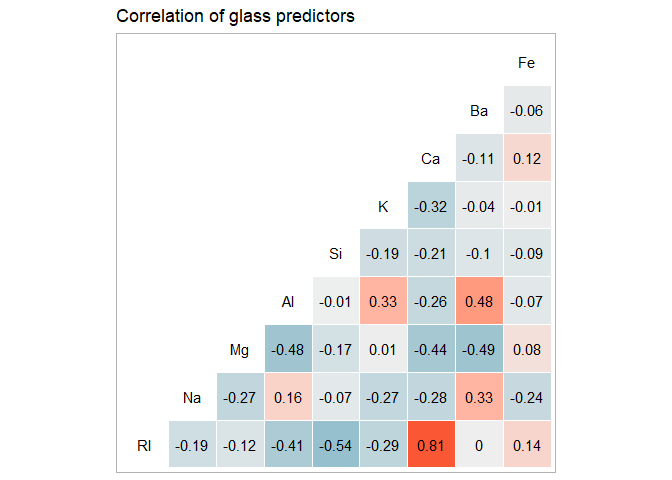 Correlation of glass predictors
Fe
Ba -0.06
Ca -0.11 0.12
K -0.32 -0.04 -0.01
Si -0.19 -0.21 -0.1 -0.09
Al -0.01 0.33 -0.26 0.48 -0.07
Mg -0.48 -0.17 0.01 -0.44 -0.49 0.08
Na -0.27 0.16 -0.07 -0.27 -0.28 0.33 -0.24
RI -0.19 -0.12 -0.41 -0.54 -0.29 0.81 0 0.14